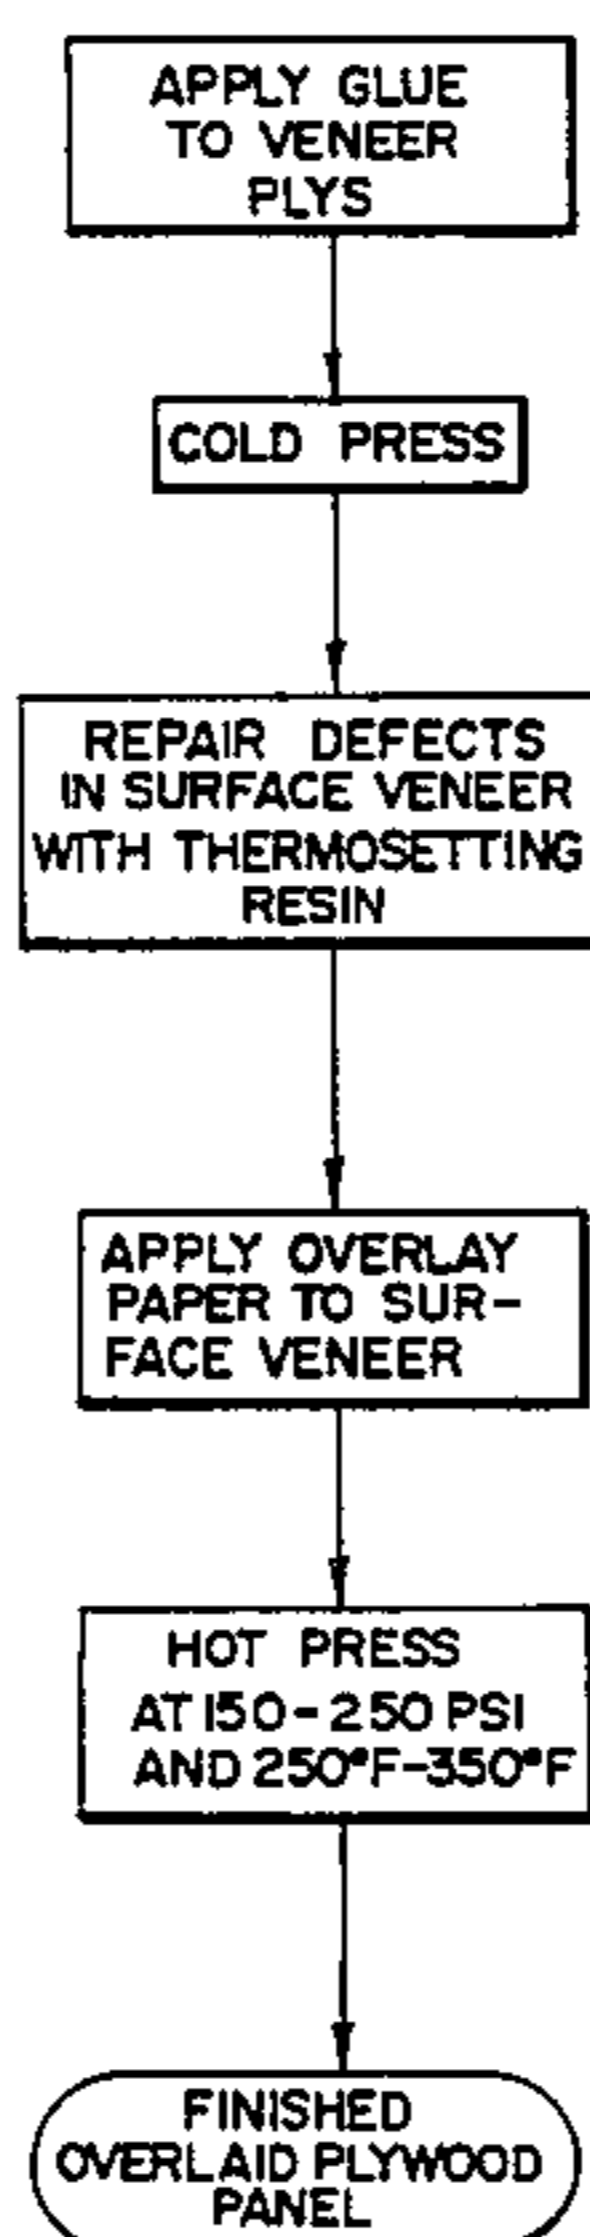 APPLY GLUE
TO VENEER
PLYS
COLD PRESS
REPAIR DEFECTS
IN SURFACE VENEER
WITH THERMOSETTING
RESIN
APPLY OVERLAY
PAPER TO SUR-
FACE VENEER
HOT PRESS
AT 150-250 PSI
AND 250°F-350°F
FINISHED
OVERLAID PLYWOOD
PANEL